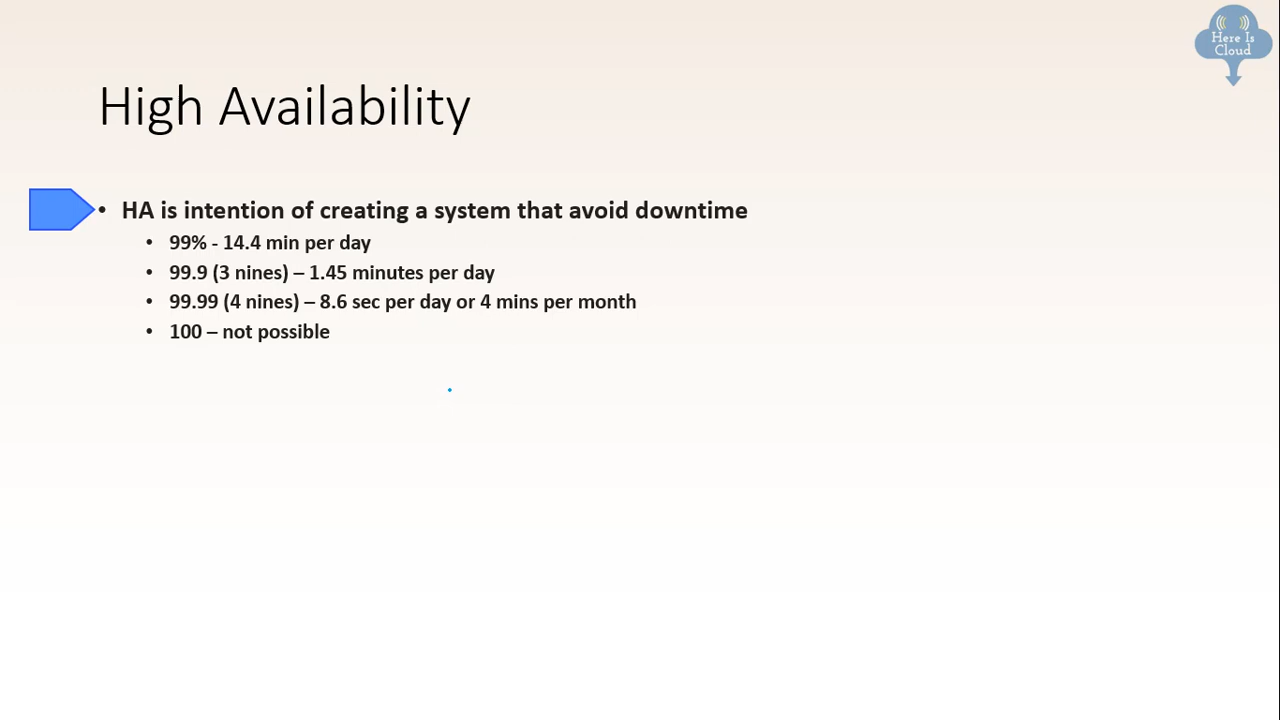 Here Is
Cloud
High Availability
• HA is intention of creating a system that avoid downtime
• 99% - 14.4 min per day
• 99.9 (3 nines) – 1.45 minutes per day
• 99.99 (4 nines) – 8.6 sec per day or 4 mins per month
• 100 – not possible